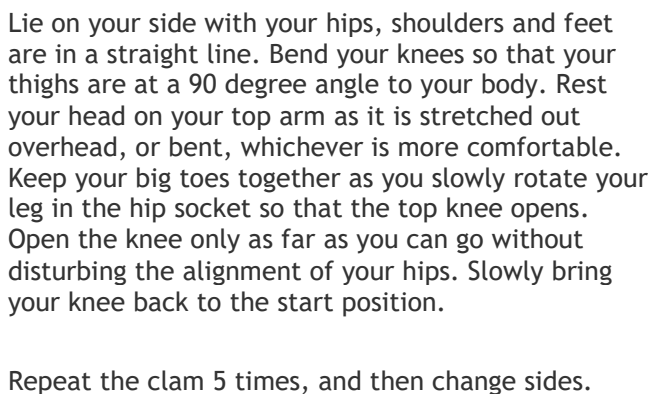 Lie on your side with your hips, shoulders and feet
are in a straight line. Bend your knees so that your
thighs are at a 90 degree angle to your body. Rest
your head on your top arm as it is stretched out
overhead, or bent, whichever is more comfortable.
Keep your big toes together as you slowly rotate your
leg in the hip socket so that the top knee opens.
Open the knee only as far as you can go without
disturbing the alignment of your hips. Slowly bring
your knee back to the start position.
Repeat the clam 5 times, and then change sides.